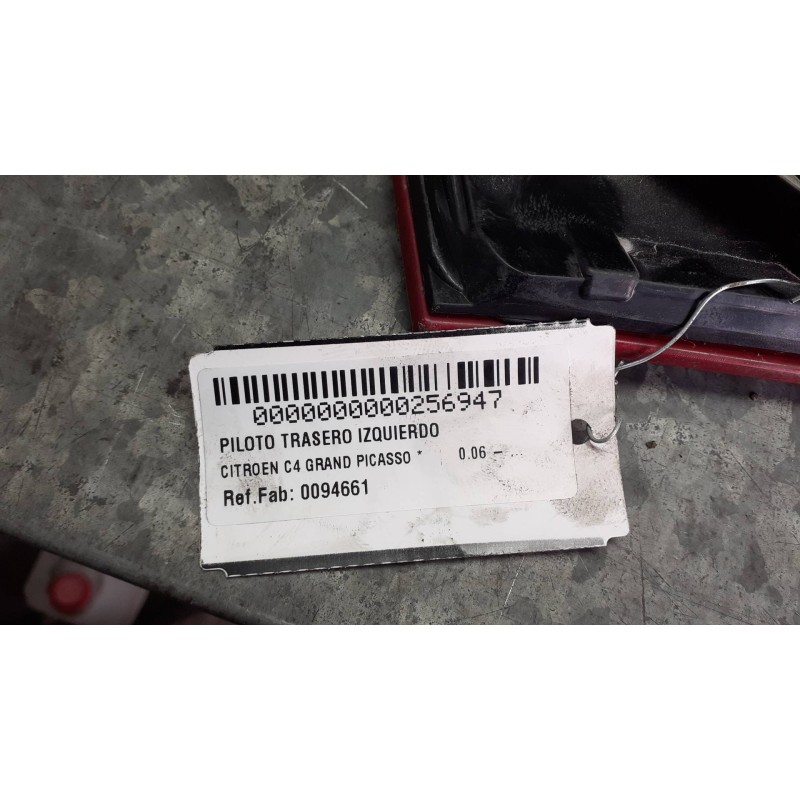 0000000000256947
PILOTO TRASERO IZQUIERDO
CITROEN C4 GRAND PICASSO * 0.06 – ...
Ref.Fab: 0094661